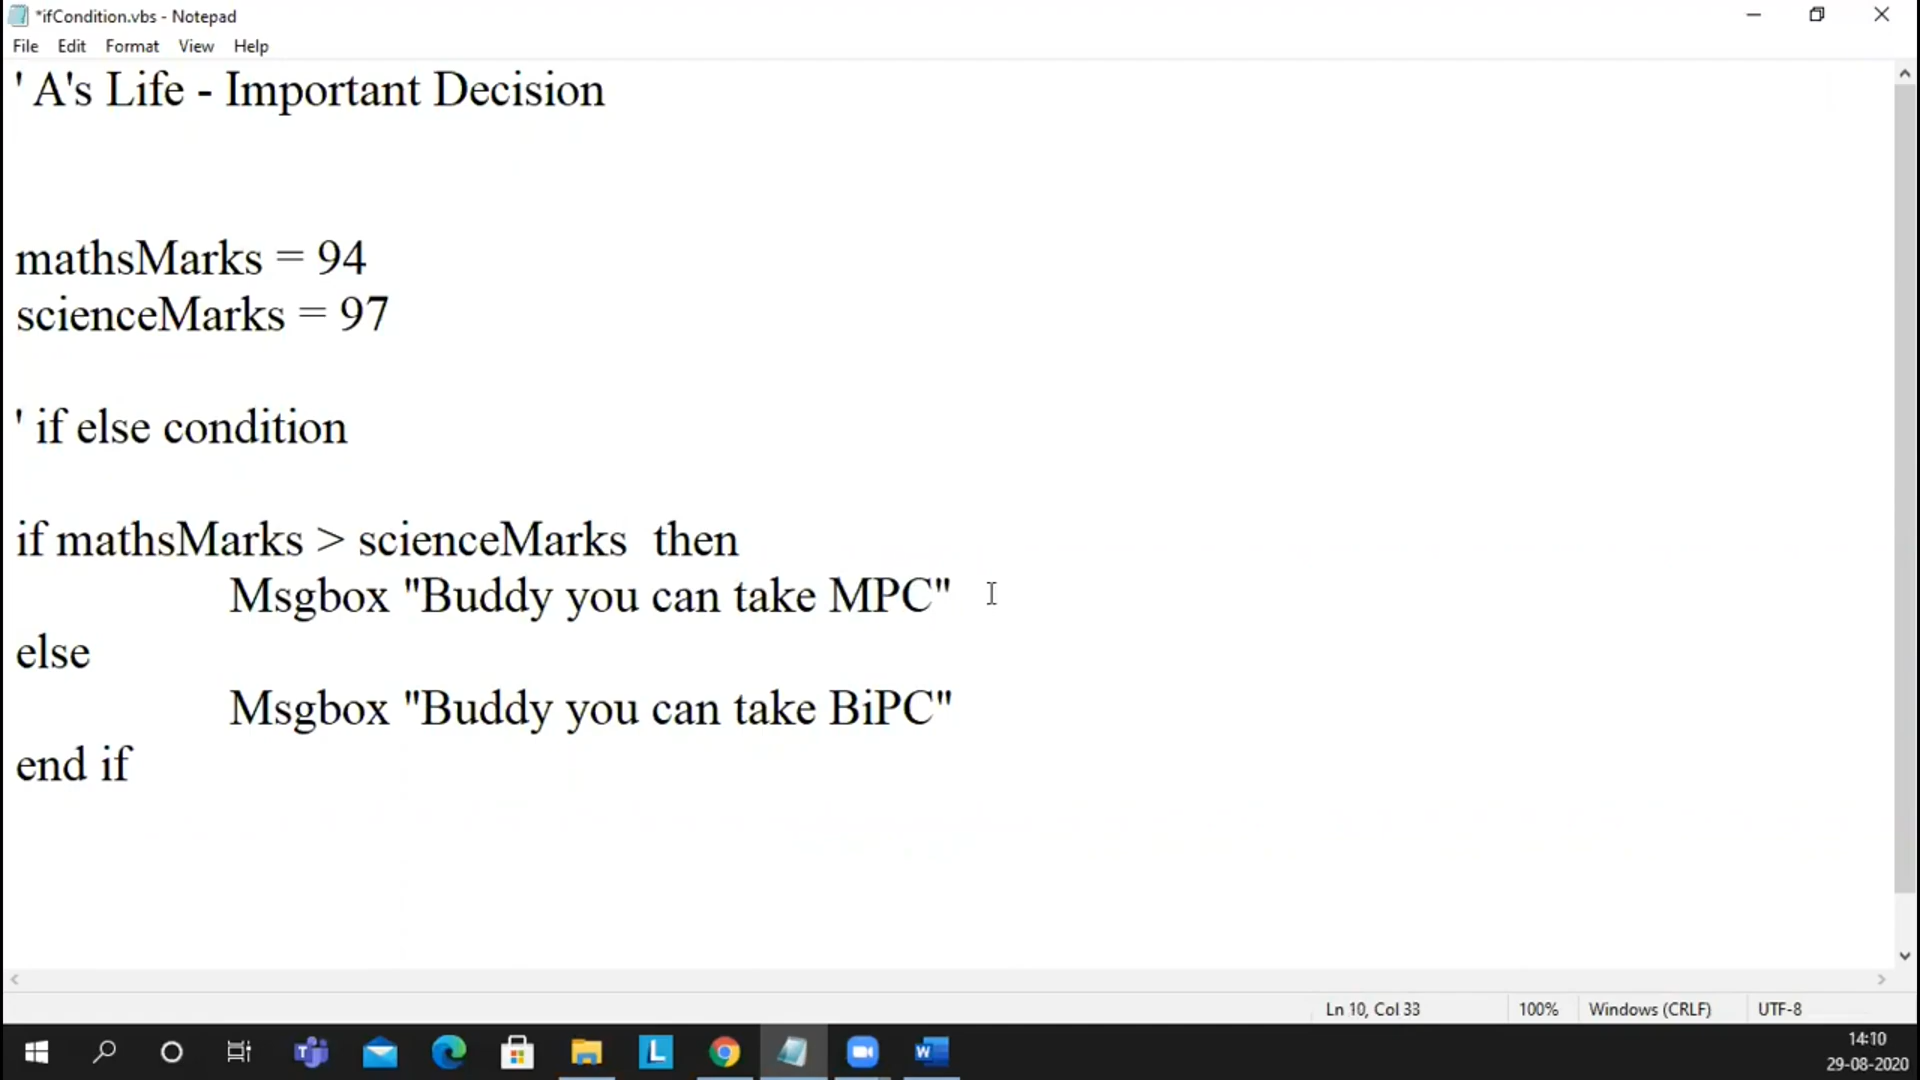 *ifCondition.vbs - Notepad
File Edit Format View Help
' A's Life - Important Decision
mathsMarks = 94
scienceMarks = 97
' if else condition
if mathsMarks > scienceMarks  then
Msgbox "Buddy you can take MPC"
else
Msgbox "Buddy you can take BiPC"
end if
Ln 10, Col 33 100% Windows (CRLF) UTF-8
L W
14:10
29-08-2020